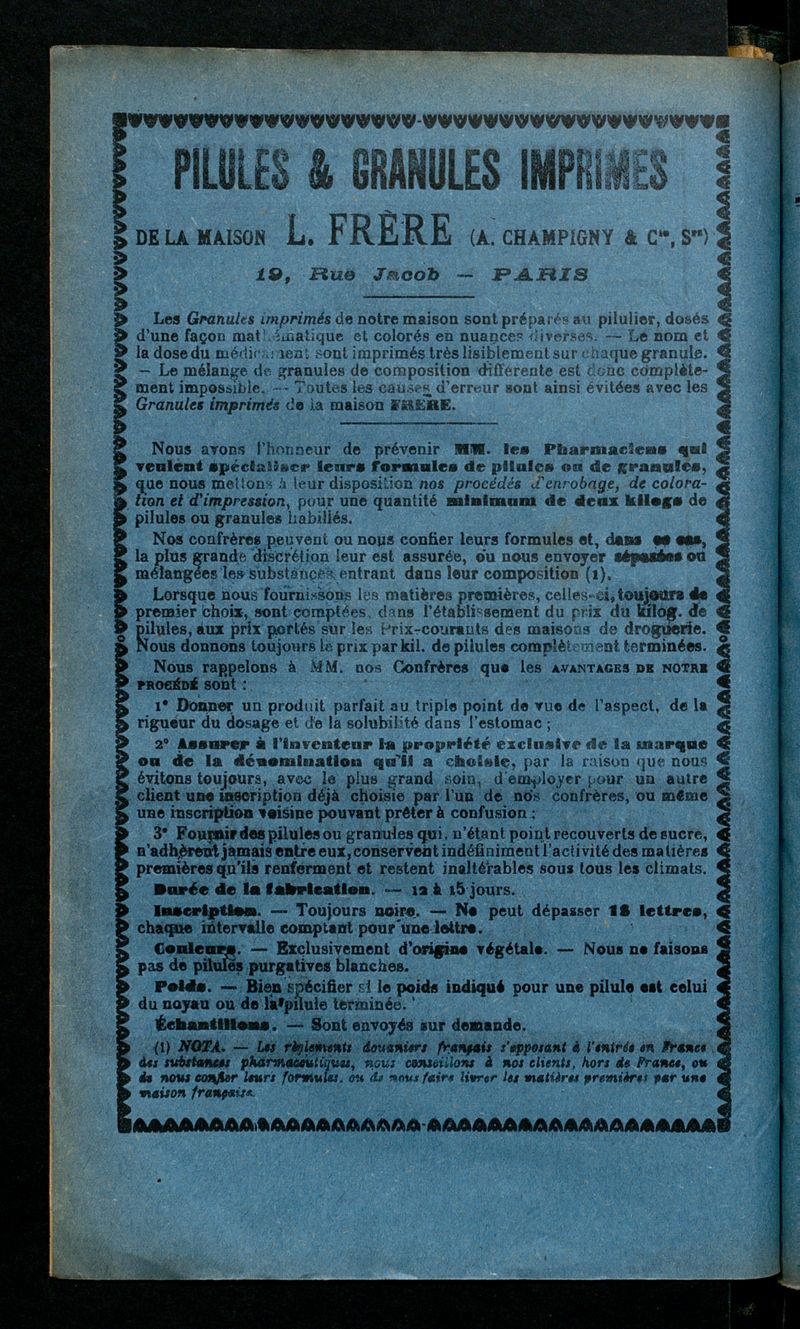 PILULES & GRANULES IMPRIMÉS
DE LA MAISON L. FRÈRE (A. CHAMPIGNY & Cie, Srs)
19, Rue Jacob — PARIS
Les Granules imprimés de notre maison sont préparés au pilulier, dosés
d'une façon mathématique et colorés en nuances diverses. — Le nom et
la dose du médicament sont imprimés très lisiblement sur chaque granule.
— Le mélange de granules de composition différente est donc complète-
ment impossible. — Toutes les causes d'erreur sont ainsi évitées avec les
Granules imprimés de la maison FRÈRE.
Nous avons l'honneur de prévenir MM. les Pharmaciens qui
veulent spécialiser leurs formules de pilules ou de granules,
que nous mettons à leur disposition nos procédés d'enrobage, de colora-
tion et d'impression, pour une quantité minimum de deux kilogs de
pilules ou granules habillés.
Nos confrères peuvent ou nous confier leurs formules et, dans ce cas,
la plus grande discrétion leur est assurée, ou nous envoyer séparées ou
mélangées les substances entrant dans leur composition (1).
Lorsque nous fournissons les matières premières, celles-ci, toujours de
premier choix, sont comptées, dans l'établissement du prix du kilog. de
pilules, aux prix portés sur les Prix-courants des maisons de droguerie.
Nous donnons toujours le prix par kil. de pilules complètement terminées.
Nous rappelons à MM. nos Confrères que les AVANTAGES DE NOTRE
PROCÉDÉ sont :
1° Donner un produit parfait au triple point de vue de l'aspect, de la
rigueur du dosage et de la solubilité dans l'estomac ;
2° Assurer à l'inventeur la propriété exclusive de la marque
ou de la dénomination qu'il a choisie, par la raison que nous
évitons toujours, avec le plus grand soin, d'employer pour un autre
client une inscription déjà choisie par l'un de nos confrères, ou même
une inscription voisine pouvant prêter à confusion ;
3° Fournir des pilules ou granules qui, n'étant point recouverts de sucre,
n'adhèrent jamais entre eux, conservent indéfiniment l'activité des matières
premières qu'ils renferment et restent inaltérables sous tous les climats.
Durée de la fabrication. — 12 à 15 jours.
Inscription. — Toujours noire. — Ne peut dépasser 18 lettres,
chaque intervalle comptant pour une lettre.
Couleurs. — Exclusivement d'origine végétale. — Nous ne faisons
pas de pilules purgatives blanches.
Poids. — Bien spécifier si le poids indiqué pour une pilule est celui
du noyau ou de la pilule terminée.
Échantillons. — Sont envoyés sur demande.
(1) NOTA. — Les règlements douaniers français s'opposant à l'entrée en France
des substances pharmaceutiques, nous conseillons à nos clients, hors de France, ou
de nous confier leurs formules, ou de nous faire livrer les matières premières par une
maison française.